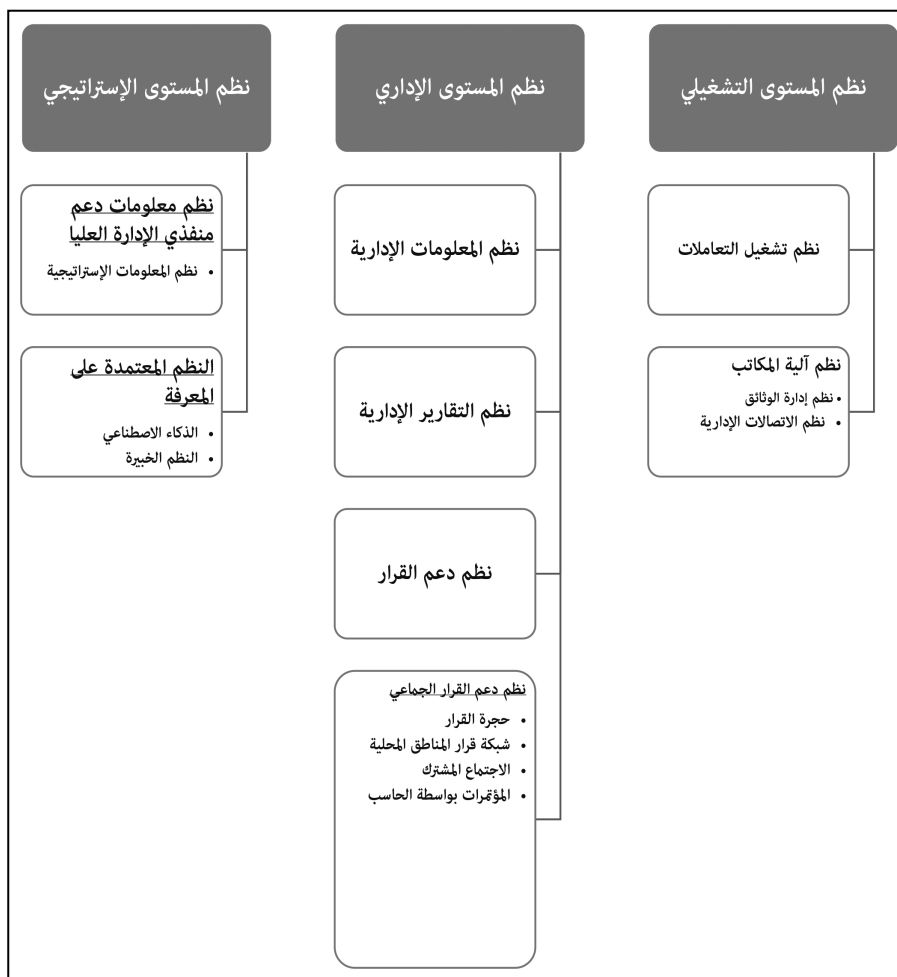 نظم المستوى التشغيلي
نظم تشغيل التعاملات
نظم آلية المكاتب
• نظم إدارة الوثائق
• نظم الاتصالات الإدارية
نظم المستوى الإداري
نظم المعلومات الإدارية
نظم التقارير الإدارية
نظم دعم القرار
نظم دعم القرار الجماعي
• حجرة القرار
• شبكة قرار المناطق المحلية
• الاجتماع المشترك
• المؤتمرات بواسطة الحاسب
نظم المستوى الإستراتيجي
نظم معلومات دعم
منفذي الإدارة العليا
• نظم المعلومات الإستراتيجية
النظم المعتمدة على
المعرفة
• الذكاء الاصطناعي
• النظم الخبيرة